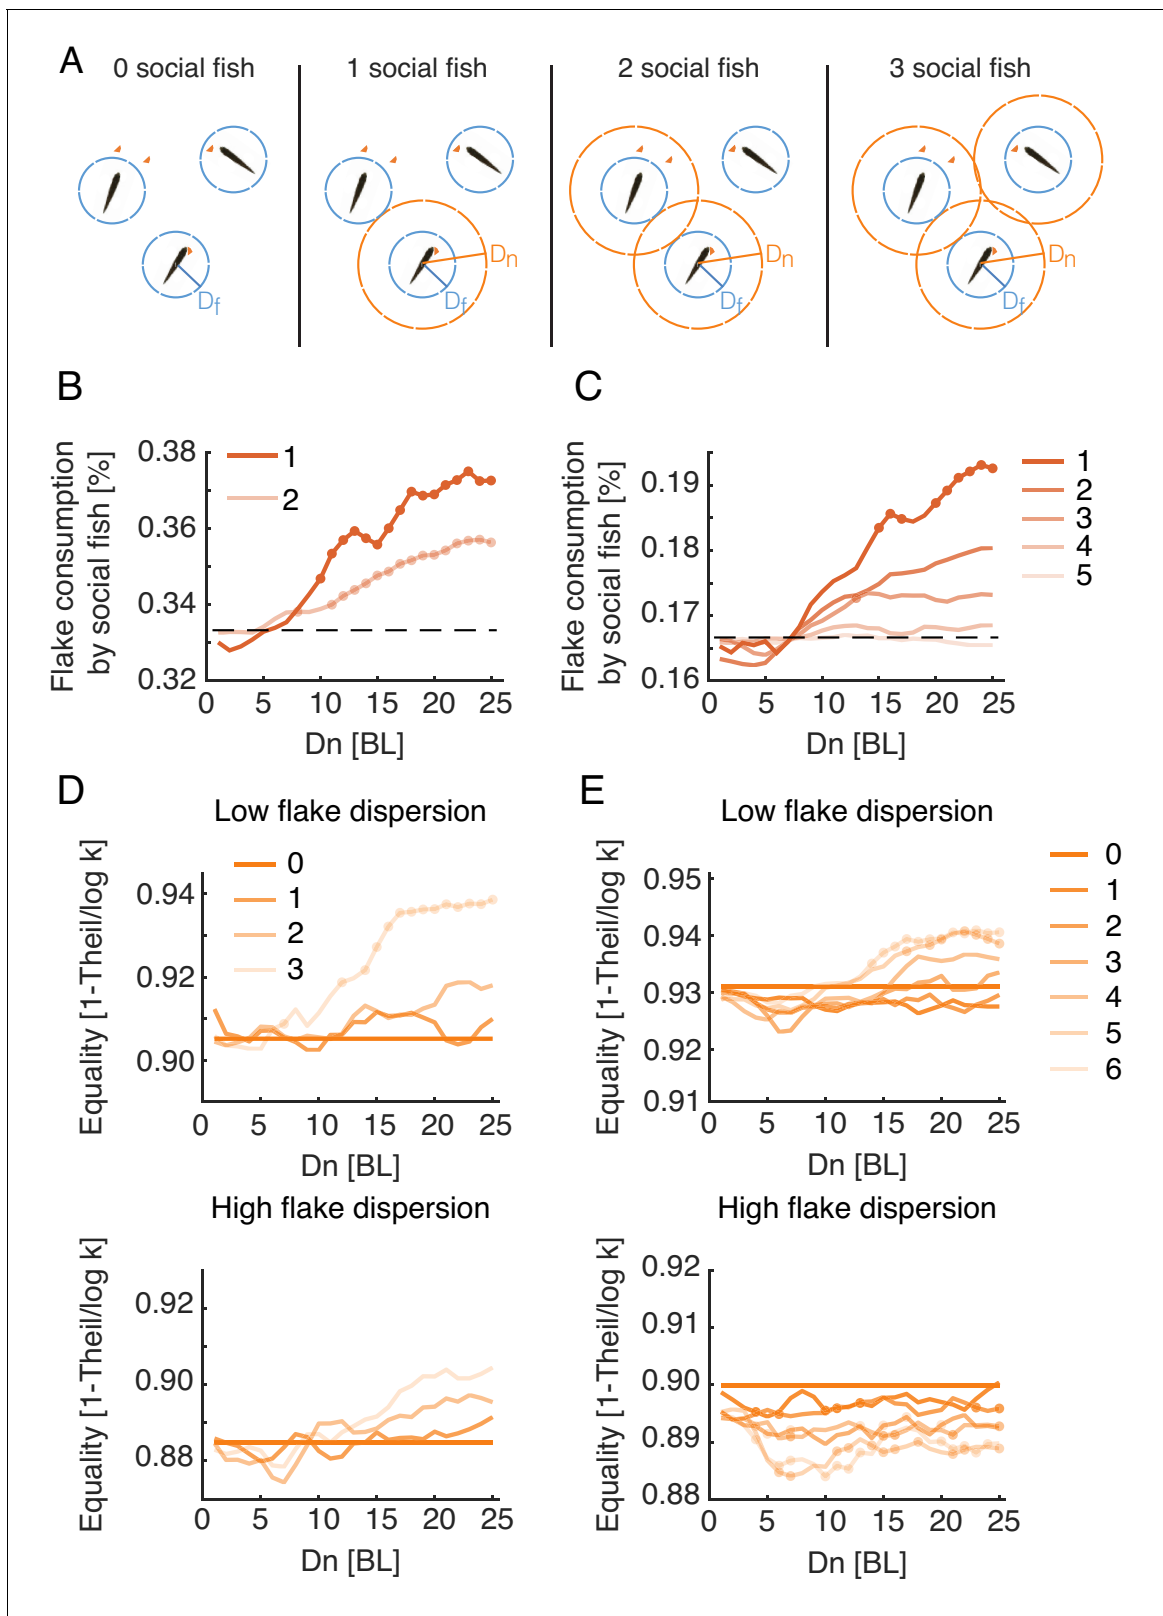 A
0 social fish
1 social fish
2 social fish
3 social fish
Df
Dn
Df
Dn
Df
Dn
Df
B
Flake consumption
by social fish [%]
0.38
0.36
0.34
0.32
1
2
0 5 10 15 20 25
Dn [BL]
C
Flake consumption
by social fish [%]
0.19
0.18
0.17
0.16
1
2
3
4
5
0 5 10 15 20 25
Dn [BL]
D
Low flake dispersion
Equality [1-Theil/log k]
0.94
0.92
0.90
0
1
2
3
0 5 10 15 20 25
Dn [BL]
E
Low flake dispersion
Equality [1-Theil/log k]
0.95
0.94
0.93
0.92
0.91
0
1
2
3
4
5
6
0 5 10 15 20 25
Dn [BL]
High flake dispersion
Equality [1-Theil/log k]
0.92
0.90
0.88
0 5 10 15 20 25
Dn [BL]
High flake dispersion
Equality [1-Theil/log k]
0.92
0.91
0.90
0.89
0.88
0 5 10 15 20 25
Dn [BL]